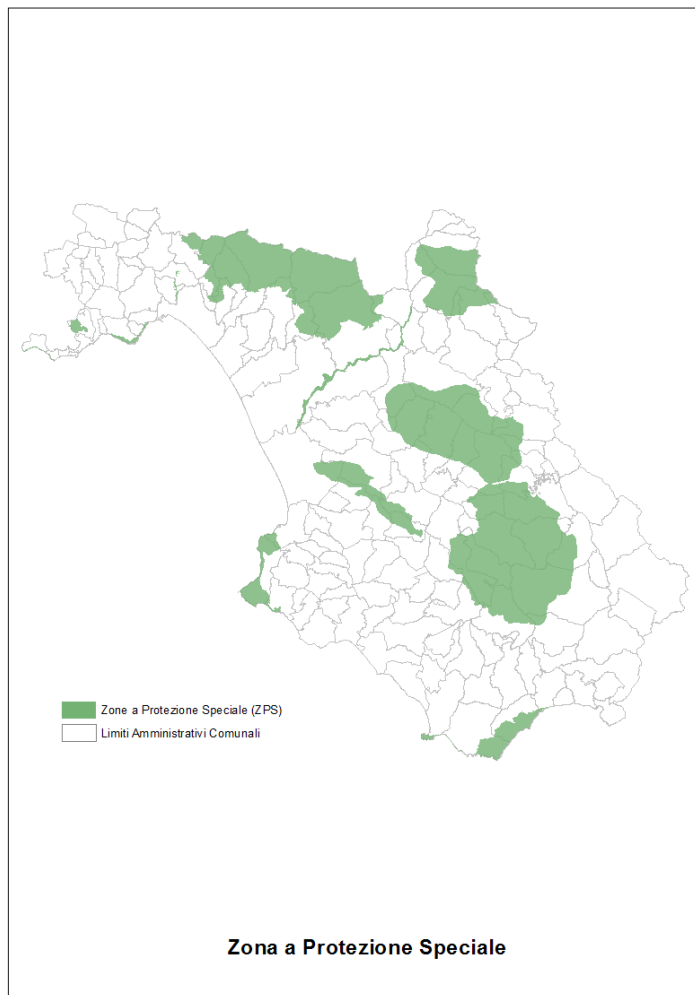 Zone a Protezione Speciale (ZPS)
Limiti Amministrativi Comunali
Zona a Protezione Speciale